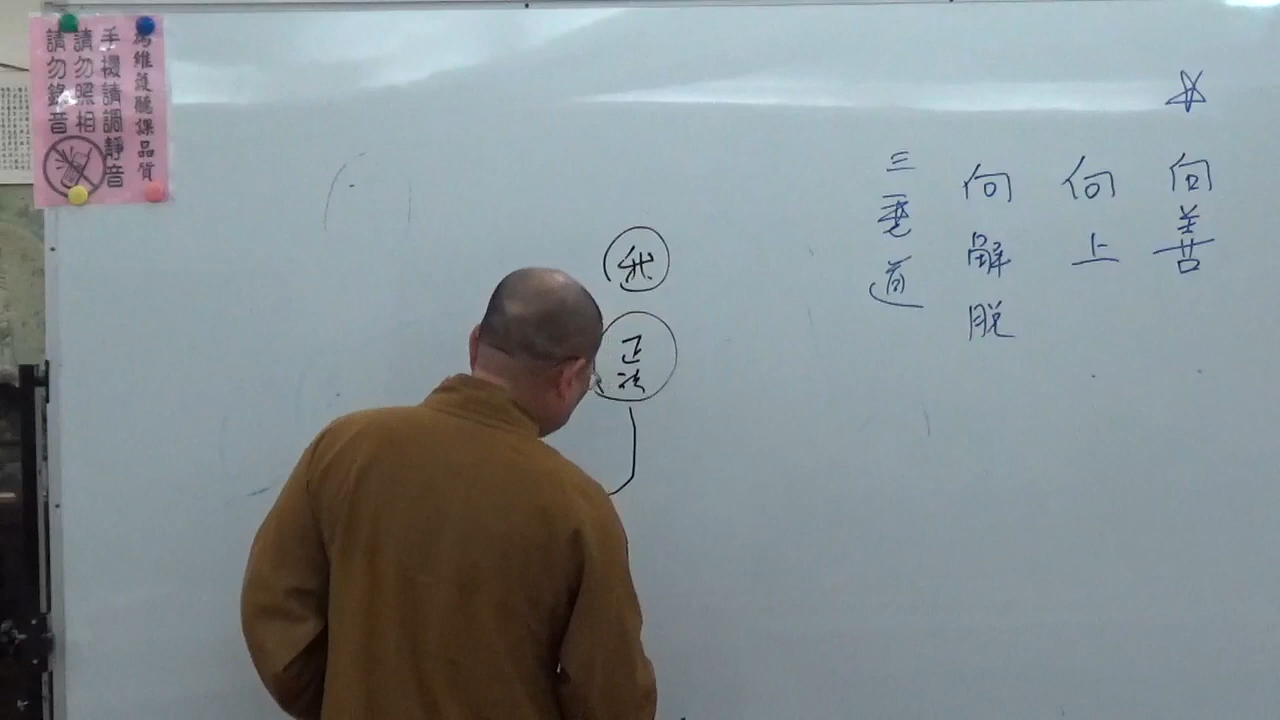 為維護聽課品質
手機請調靜音
請勿照相
請勿錄音
向善
向上
向解脫
三乘道
我
正法